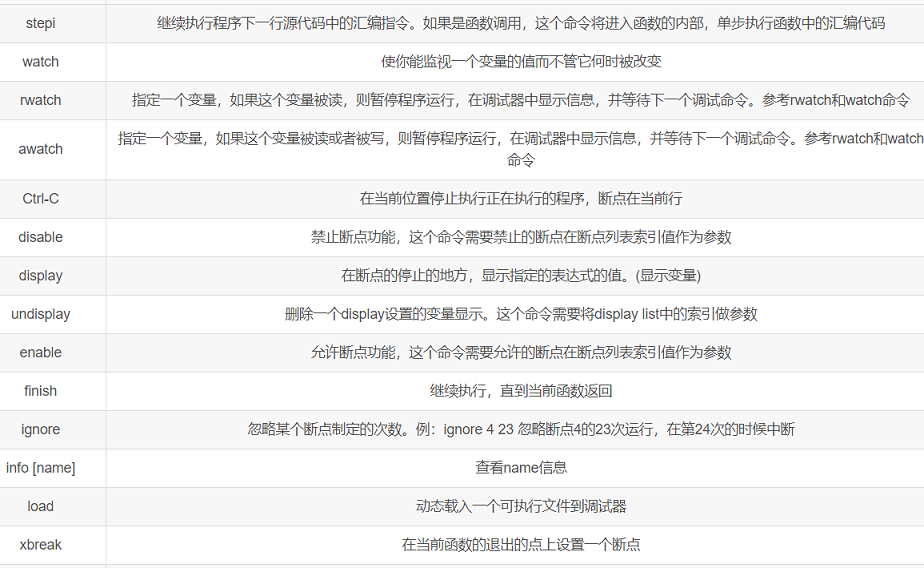 stepi 继续执行程序下一行源代码中的汇编指令。如果是函数调用，这个命令将进入函数的内部，单步执行函数中的汇编代码
watch 使你能监视一个变量的值而不管它何时被改变
rwatch 指定一个变量，如果这个变量被读，则暂停程序运行，在调试器中显示信息，并等待下一个调试命令。参考rwatch和watch命令
awatch 指定一个变量，如果这个变量被读或者被写，则暂停程序运行，在调试器中显示信息，并等待下一个调试命令。参考rwatch和watch
命令
Ctrl-C 在当前位置停止执行正在执行的程序，断点在当前行
disable 禁止断点功能，这个命令需要禁止的断点在断点列表索引值作为参数
display 在断点的停止的地方，显示指定的表达式的值。(显示变量)
undisplay 删除一个display设置的变量显示。这个命令需要将display list中的索引做参数
enable 允许断点功能，这个命令需要允许的断点在断点列表索引值作为参数
finish 继续执行，直到当前函数返回
ignore 忽略某个断点制定的次数。例：ignore 4 23 忽略断点4的23次运行，在第24次的时候中断
info [name] 查看name信息
load 动态载入一个可执行文件到调试器
xbreak 在当前函数的退出的点上设置一个断点